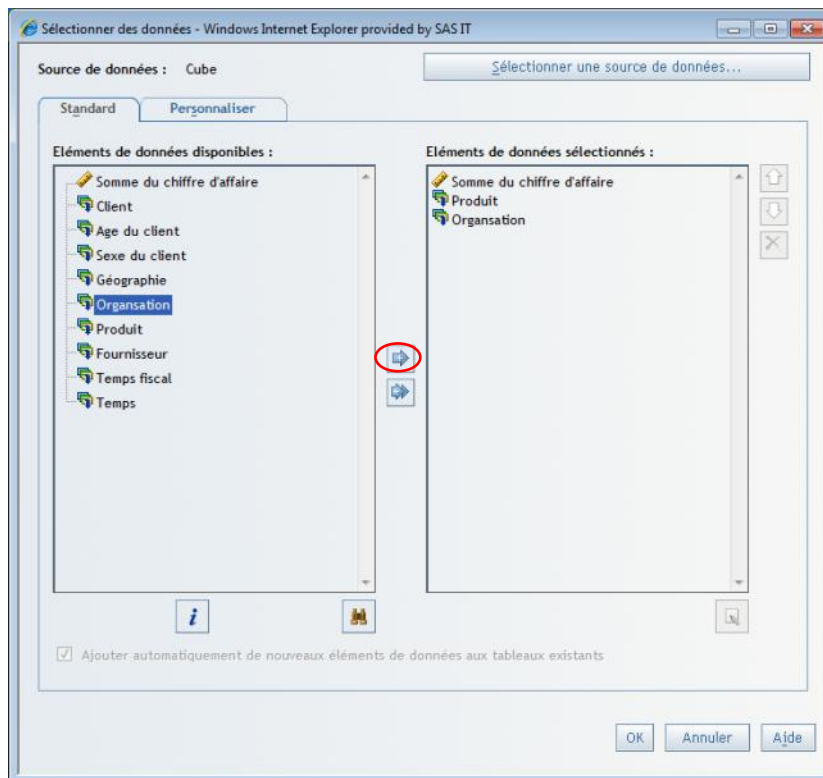 Sélectionner des données - Windows Internet Explorer provided by SAS IT
Source de données : Cube
Sélectionner une source de données...
Standard
Personnaliser
Eléments de données disponibles :
Somme du chiffre d'affaire
Client
Age du client
Sexe du client
Géographie
Organsation
Produit
Fournisseur
Temps fiscal
Temps
Eléments de données sélectionnés :
Somme du chiffre d'affaire
Produit
Organsation
i
Ajouter automatiquement de nouveaux éléments de données aux tableaux existants
OK
Annuler
Aide